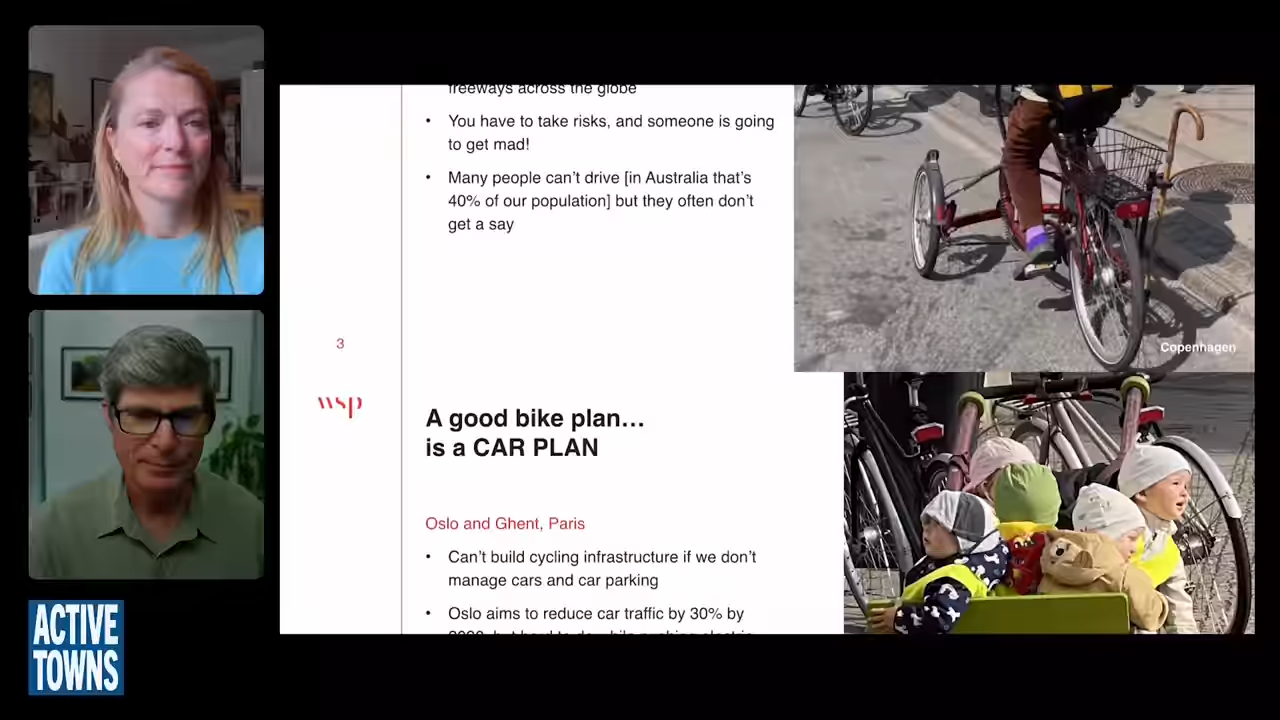 freeways across the globe
• You have to take risks, and someone is going
to get mad!
• Many people can't drive [in Australia that's
40% of our population] but they often don't
get a say
Copenhagen
3
wsp
A good bike plan…
is a CAR PLAN
Oslo and Ghent, Paris
• Can't build cycling infrastructure if we don't
manage cars and car parking
• Oslo aims to reduce car traffic by 30% by
ACTIVE
TOWNS